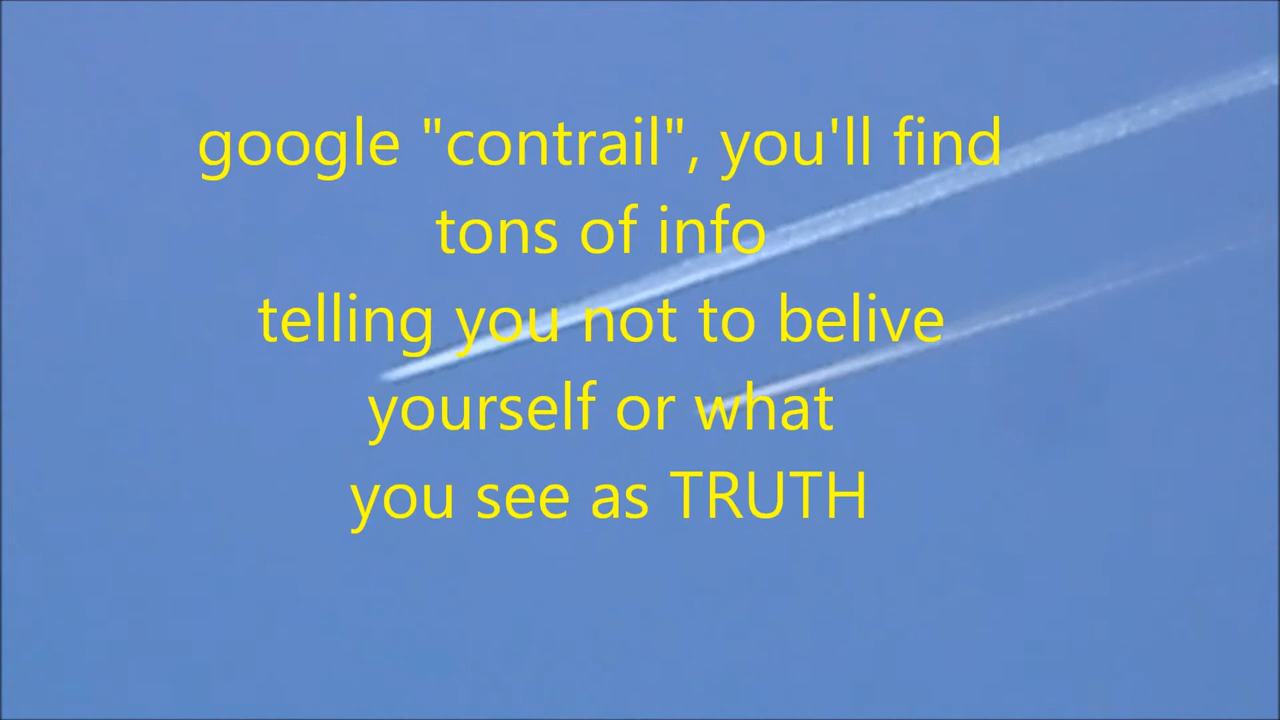 google "contrail", you'll find
tons of info
telling you not to belive
yourself or what
you see as TRUTH